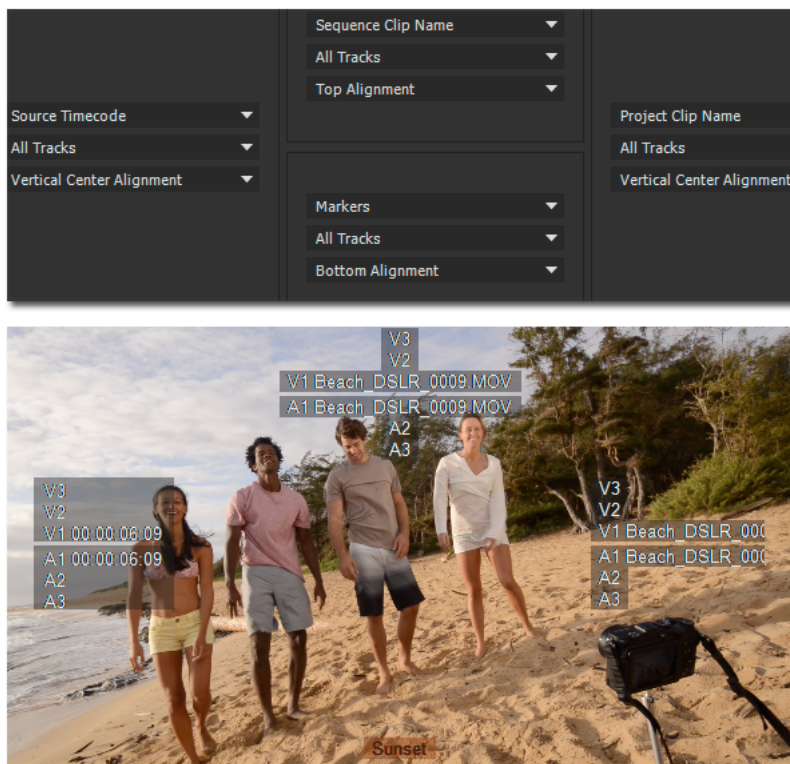 Sequence Clip Name
All Tracks
Top Alignment
Source Timecode
All Tracks
Vertical Center Alignment
Project Clip Name
All Tracks
Vertical Center Alignment
Markers
All Tracks
Bottom Alignment
V3
V2
V1 Beach_DSLR_0009.MOV
A1 Beach_DSLR_0009.MOV
A2
A3
V3
V2
V1 00:00:06:09
A1 00:00:06:09
A2
A3
V3
V2
V1 Beach_DSLR_000
A1 Beach_DSLR_000
A2
A3
Sunset